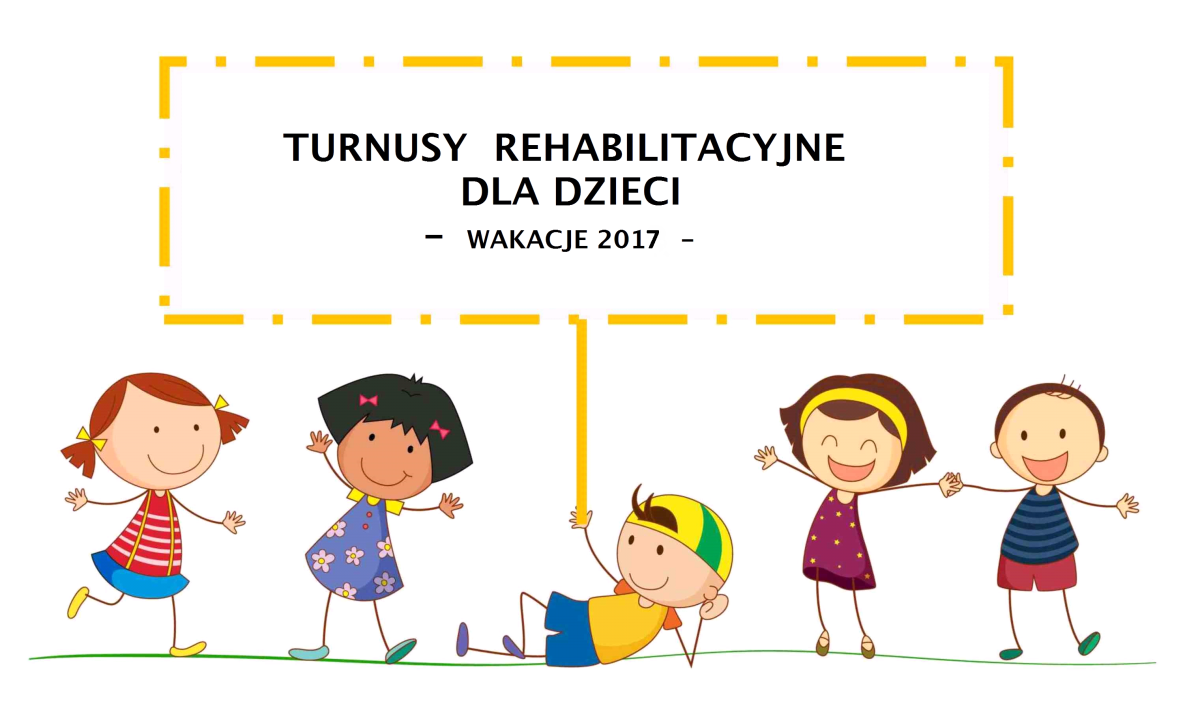 TURNUSY REHABILITACYJNE
DLA DZIECI
– WAKACJE 2017 –